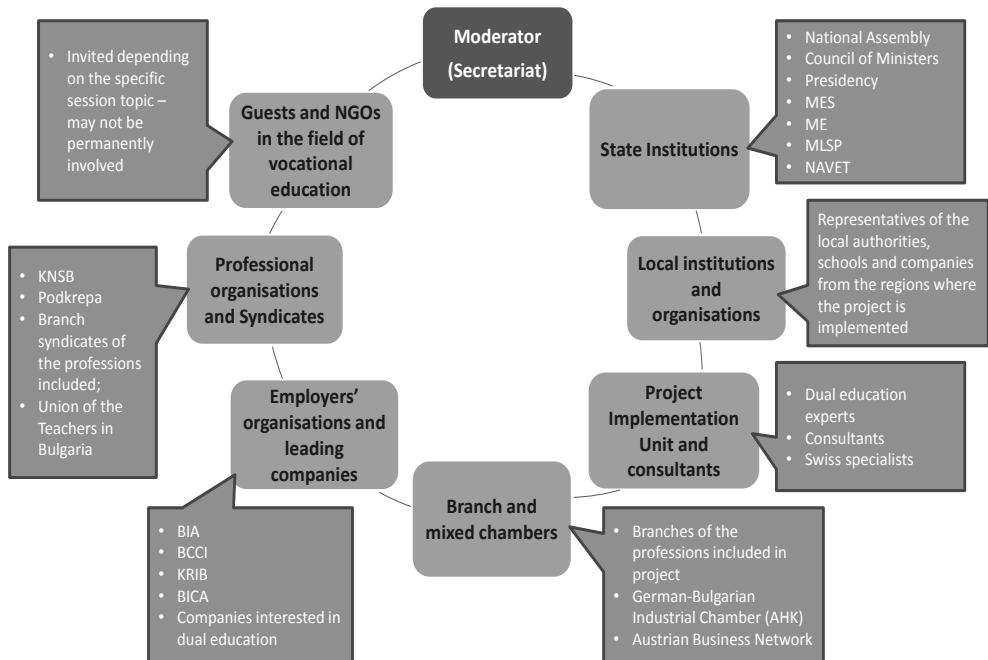 Moderator
(Secretariat)
• National Assembly
• Council of Ministers
• Presidency
• MES
• ME
• MLSP
• NAVET
State Institutions
Representatives of the
local authorities,
schools and companies
from the regions where
the project is
implemented
Local institutions
and
organisations
Project
Implementation
Unit and
consultants
• Dual education
experts
• Consultants
• Swiss specialists
Branch and
mixed chambers
• Branches of the
professions included in
project
• German-Bulgarian
Industrial Chamber (AHK)
• Austrian Business Network
Employers’
organisations and
leading
companies
• BIA
• BCCI
• KRIB
• BICA
• Companies interested in
dual education
Professional
organisations
and Syndicates
• KNSB
• Podkrepa
• Branch
syndicates of
the professions
included;
• Union of the
Teachers in
Bulgaria
Guests and NGOs
in the field of
vocational
education
• Invited depending
on the specific
session topic –
may not be
permanently
involved